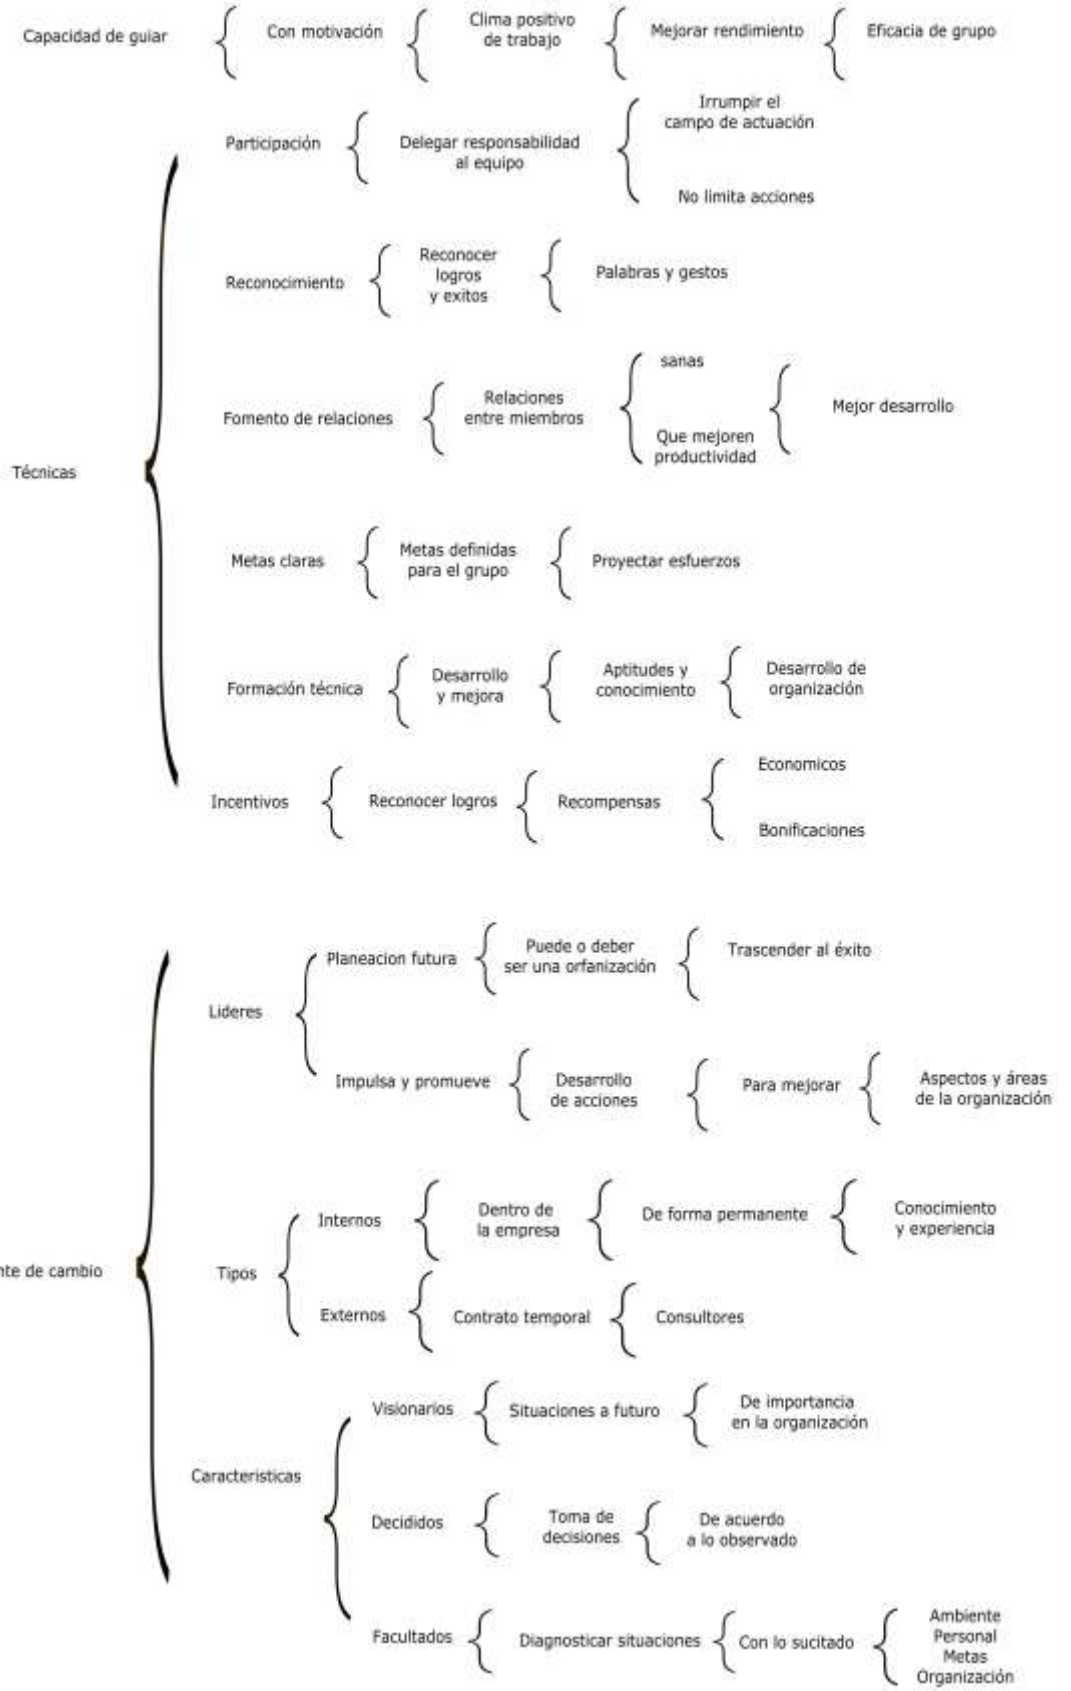 Capacidad de guiar
Con motivación
Clima positivo
de trabajo
Mejorar rendimiento
Eficacia de grupo
Técnicas
Participación
Delegar responsabilidad
al equipo
Irrumpir el
campo de actuación
No limita acciones
Reconocimiento
Reconocer
logros
y exitos
Palabras y gestos
Fomento de relaciones
Relaciones
entre miembros
sanas
Que mejoren
productividad
Mejor desarrollo
Metas claras
Metas definidas
para el grupo
Proyectar esfuerzos
Formación técnica
Desarrollo
y mejora
Aptitudes y
conocimiento
Desarrollo de
organización
Incentivos
Reconocer logros
Recompensas
Economicos
Bonificaciones
nte de cambio
Lideres
Planeacion futura
Puede o deber
ser una orfanización
Trascender al éxito
Impulsa y promueve
Desarrollo
de acciones
Para mejorar
Aspectos y áreas
de la organización
Tipos
Internos
Dentro de
la empresa
De forma permanente
Conocimiento
y experiencia
Externos
Contrato temporal
Consultores
Caracteristicas
Visionarios
Situaciones a futuro
De importancia
en la organización
Decididos
Toma de
decisiones
De acuerdo
a lo observado
Facultados
Diagnosticar situaciones
Con lo sucitado
Ambiente
Personal
Metas
Organización